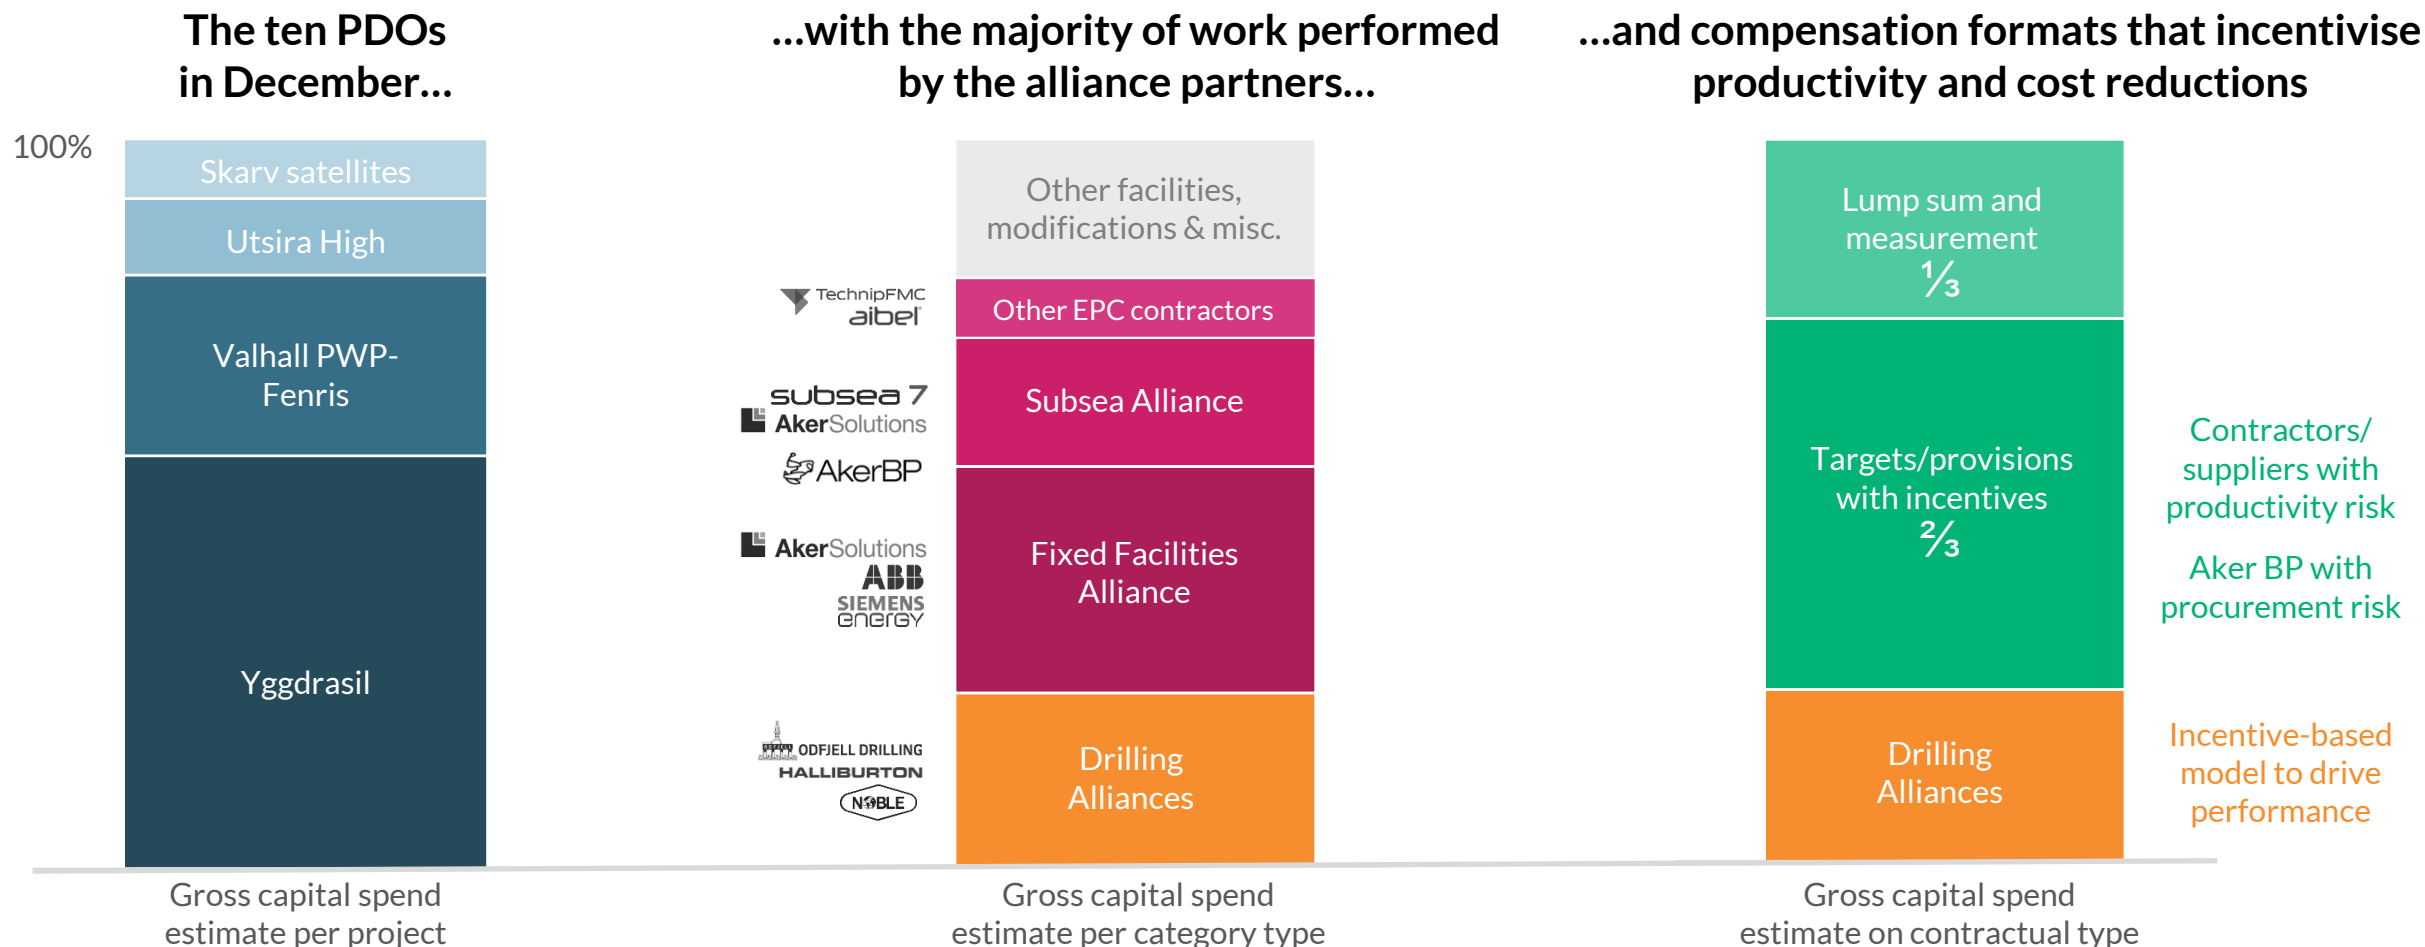 The ten PDOs
in December...
100%
Skarv satellites
Utsira High
Valhall PWP-
Fenris
Yggdrasil
Gross capital spend
estimate per project
...with the majority of work performed
by the alliance partners...
Other facilities,
modifications & misc.
TechnipFMC
aibel
Other EPC contractors
subsea 7
AkerSolutions
Subsea Alliance
AkerBP
AkerSolutions
ABB
SIEMENS
energy
Fixed Facilities
Alliance
ODFJELL
ODFJELL DRILLING
HALLIBURTON
NOBLE
Drilling
Alliances
Gross capital spend
estimate per category type
...and compensation formats that incentivise
productivity and cost reductions
Lump sum and
measurement
⅓
Targets/provisions
with incentives
⅔
Contractors/
suppliers with
productivity risk
Aker BP with
procurement risk
Drilling
Alliances
Incentive-based
model to drive
performance
Gross capital spend
estimate on contractual type